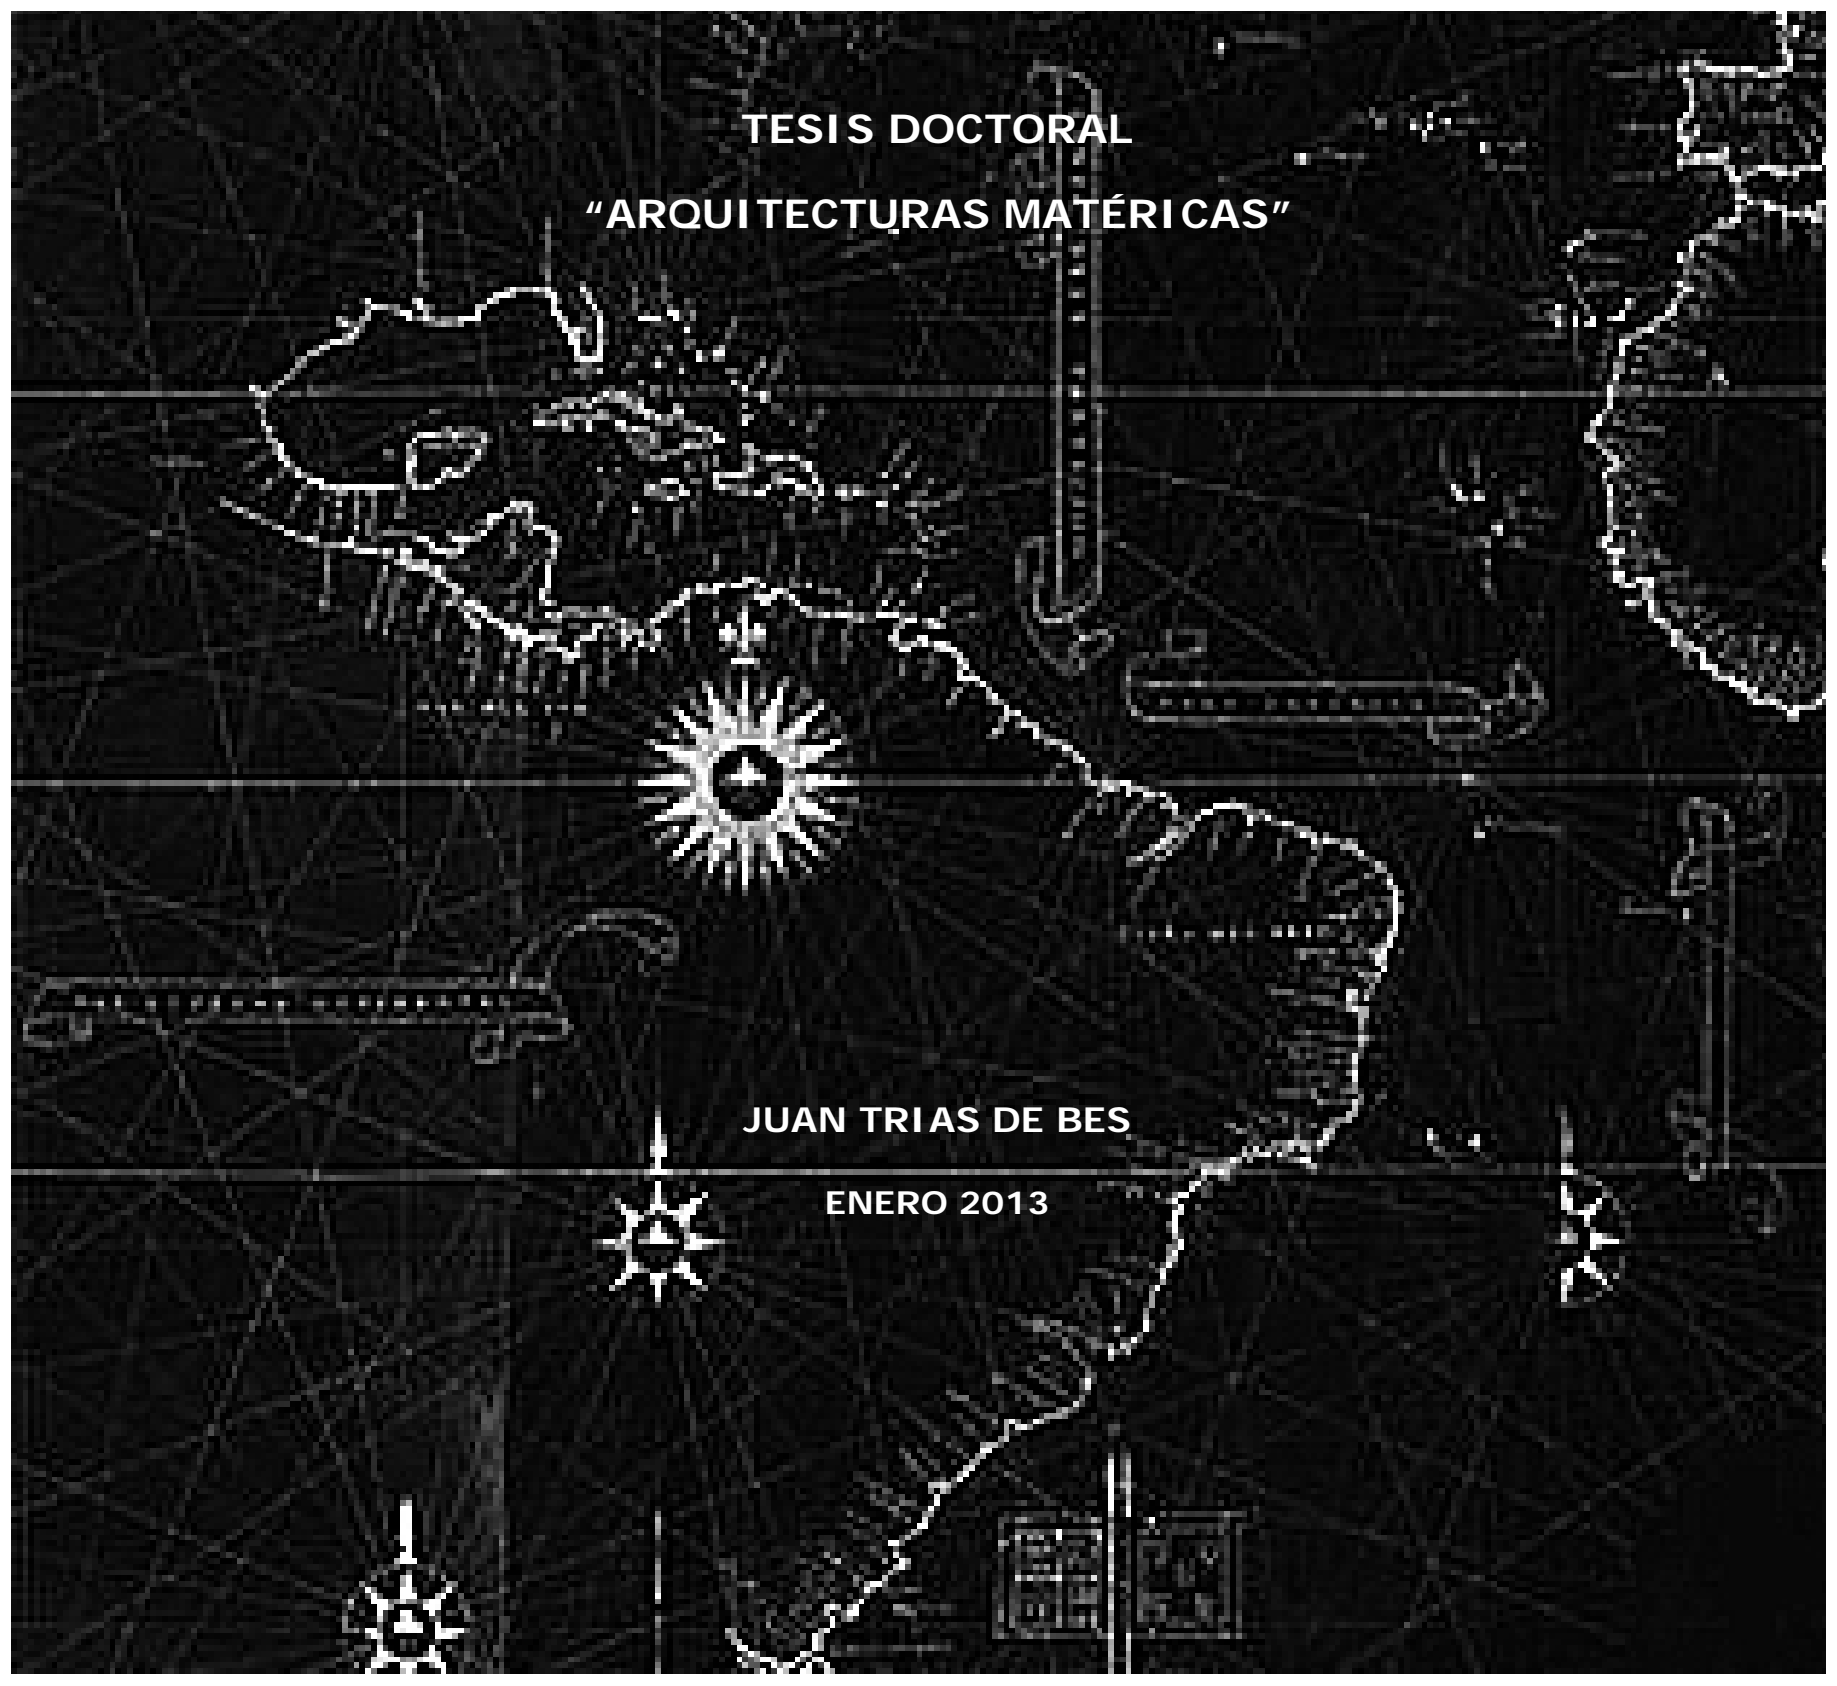 TESIS DOCTORAL
“ARQUITECTURAS MATÉRICAS”
JUAN TRIAS DE BES
ENERO 2013